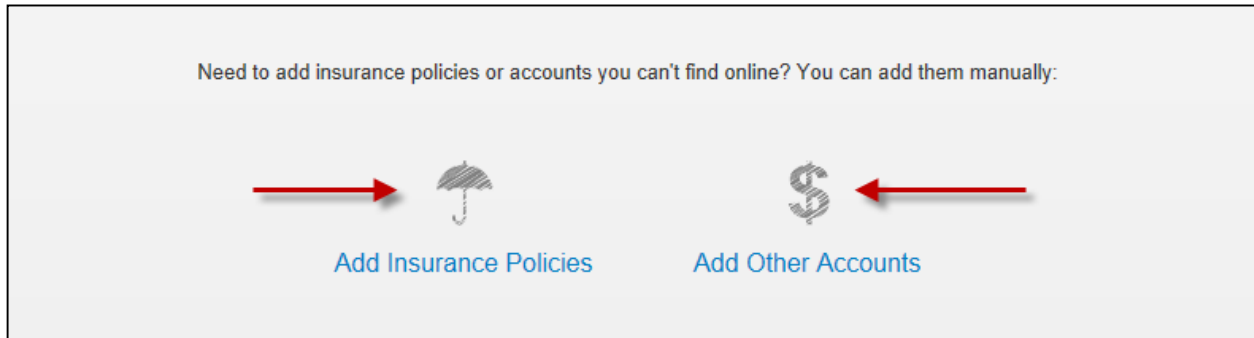 Need to add insurance policies or accounts you can't find online? You can add them manually:
Add Insurance Policies
Add Other Accounts